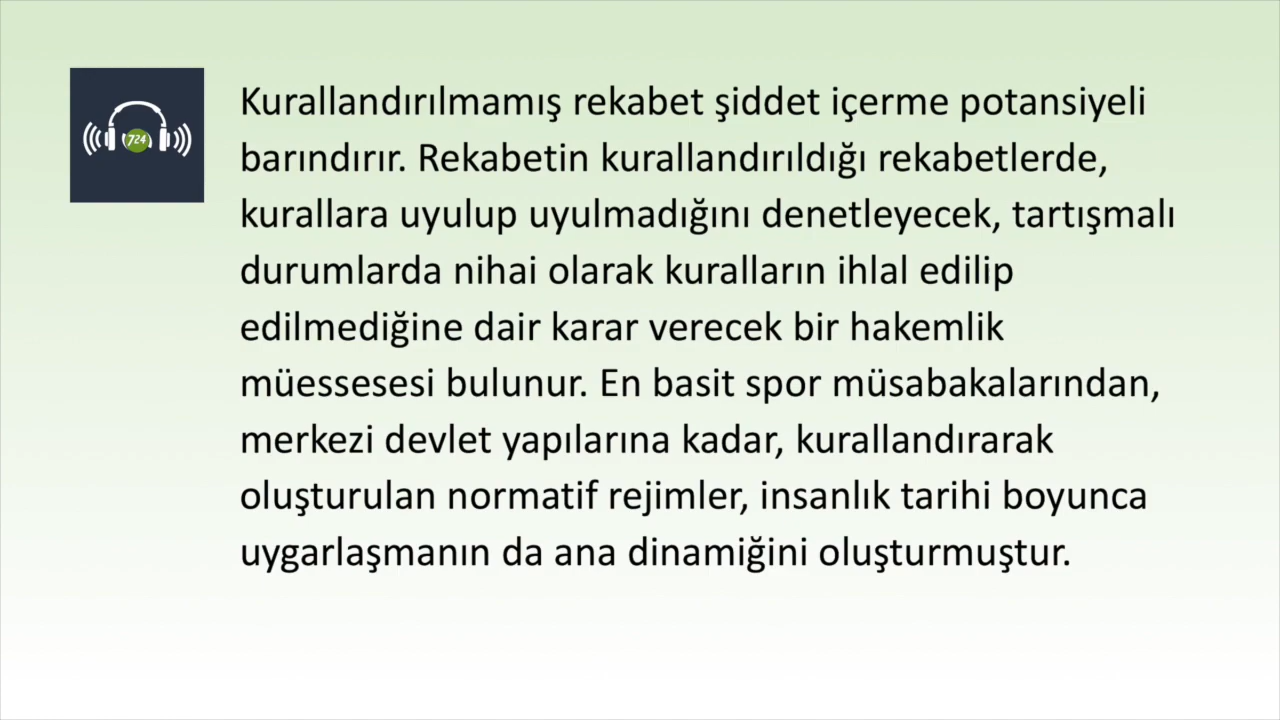 724
Kurallandırılmamış rekabet şiddet içerme potansiyeli
barındırır. Rekabetin kurallandırıldığı rekabetlerde,
kurallara uyulup uyulmadığını denetleyecek, tartışmalı
durumlarda nihai olarak kuralların ihlal edilip
edilmediğine dair karar verecek bir hakemlik
müessesesi bulunur. En basit spor müsabakalarından,
merkezi devlet yapılarına kadar, kurallandırarak
oluşturulan normatif rejimler, insanlık tarihi boyunca
uygarlaşmanın da ana dinamiğini oluşturmuştur.